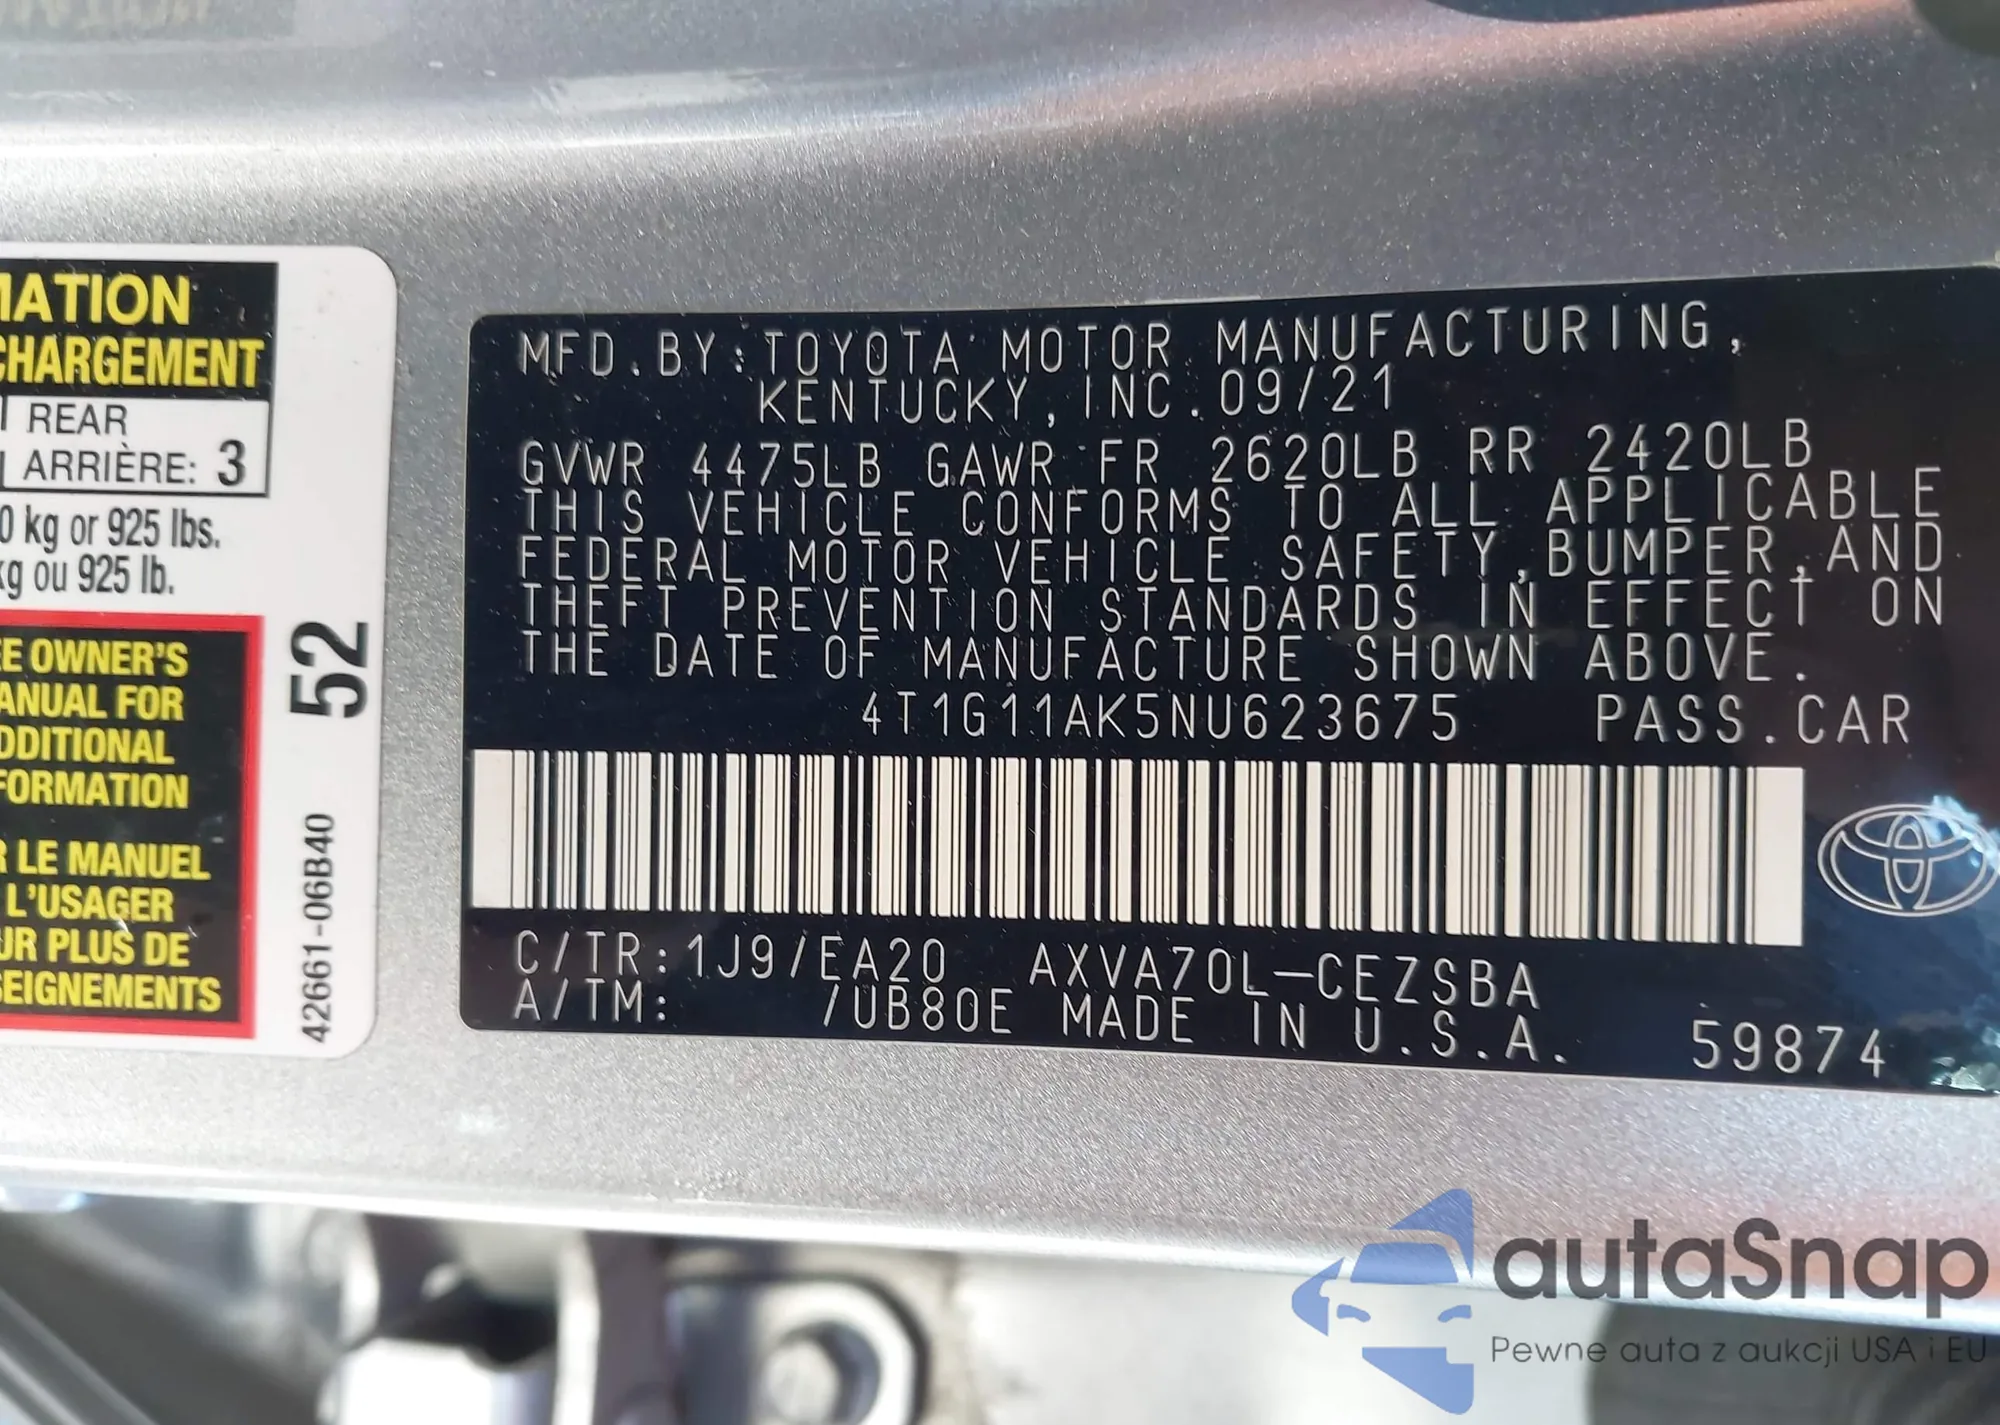 MATION
CHARGEMENT
REAR
ARRIÈRE: 3
0 kg or 925 lbs.
kg ou 925 lb.
OWNER'S
FOR
LE MANUEL
L'USAGER
PLUS DE
52
42661-06B40
MFD.BY:TOYOTA MOTOR MANUFACTURING,
KENTUCKY,INC.09/21
GVWR 4475LB GAWR FR 2620LB RR 2420LB
THIS VEHICLE CONFORMS TO ALL APPLICABLE
FEDERAL MOTOR VEHICLE SAFETY,BUMPER,AND
THEFT PREVENTION STANDARDS IN EFFECT ON
THE DATE OF MANUFACTURE SHOWN ABOVE.
4T1G11AK5NU623675 PASS.CAR
C/TR:1J9/EA20 AXVA70L-CEZSBA
A/TM: /UB80E MADE IN U.S.A. 59874
autaSnap
Pewne auta z aukcji USA i EU